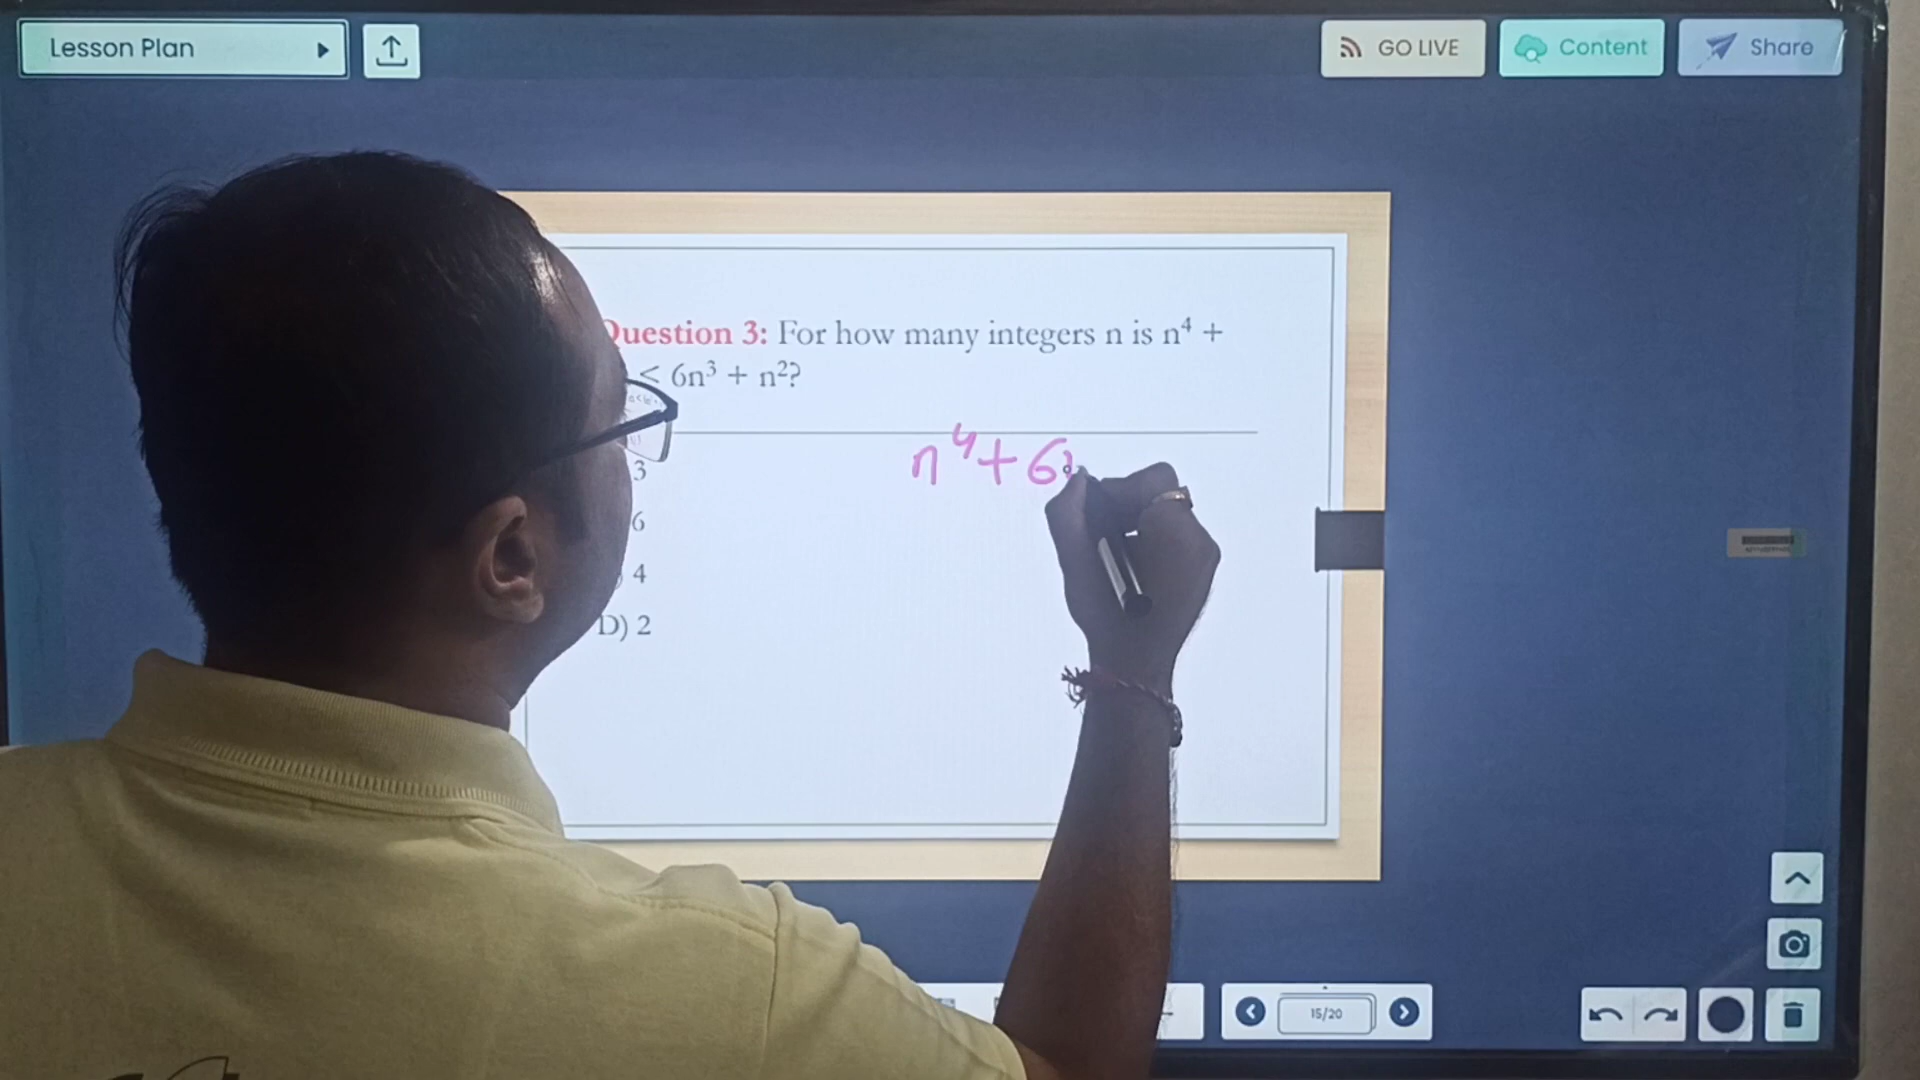 Lesson Plan
GO LIVE
Content
Share
Question 3: For how many integers n is n⁴ +
< 6n³ + n²?
n⁴+6
3
6
4
D) 2
15/20